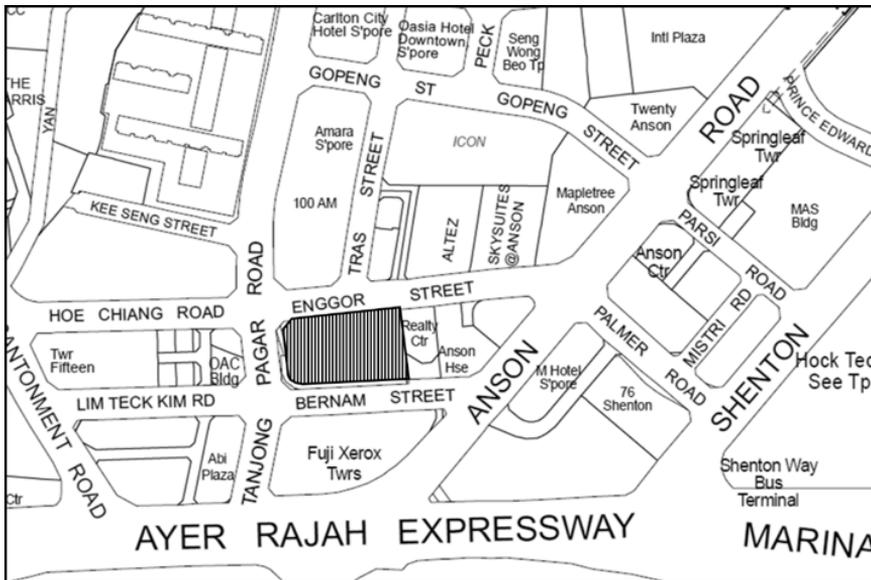 Carlton City
Hotel S'pore
Oasia Hotel
Downtown,
S'pore
PECK
Seng
Wong
Beo Tp
Intl Plaza
THE
YAN
GOPENG ST
GOPENG STREET
Twenty
Anson
ROAD
PRINCE EDWARD
Amara
S'pore
100 AM
TRAS STREET
ICON
Springleaf
Twr
Springleaf
Twr
MAS
Bldg
KEE SENG STREET
ALTEZ
SKYSUITES
@ANSON
Mapletree
Anson
PARSI ROAD
Anson
Ctr
MISTRI RD
HOE CHIANG ROAD
ENGGOR STREET
Realty
Ctr
Anson
Hse
PALMER ROAD
Twr
Fifteen
OAC
Bldg
TANJONG PAGAR ROAD
LIM TECK KIM RD
BERNAM STREET
ANSON
M Hotel
S'pore
76
Shenton
SHENTON
Hock Tec
See Tp
ANTONMENT ROAD
Abi
Plaza
Fuji Xerox
Twrs
Shenton Way
Bus
Terminal
Ctr
AYER RAJAH EXPRESSWAY
MARINA